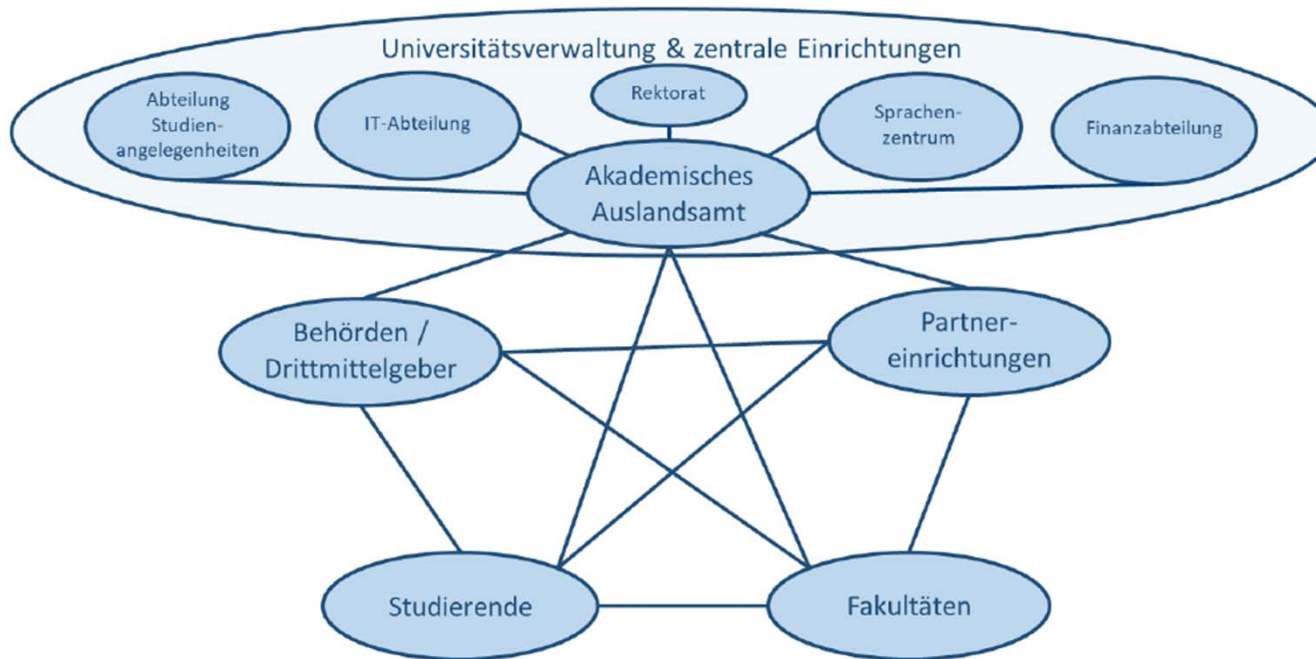 Universitätsverwaltung & zentrale Einrichtungen
Abteilung
Studien-
angelegenheiten
IT-Abteilung
Rektorat
Sprachen-
zentrum
Finanzabteilung
Akademisches
Auslandsamt
Behörden /
Drittmittelgeber
Partner-
einrichtungen
Studierende
Fakultäten